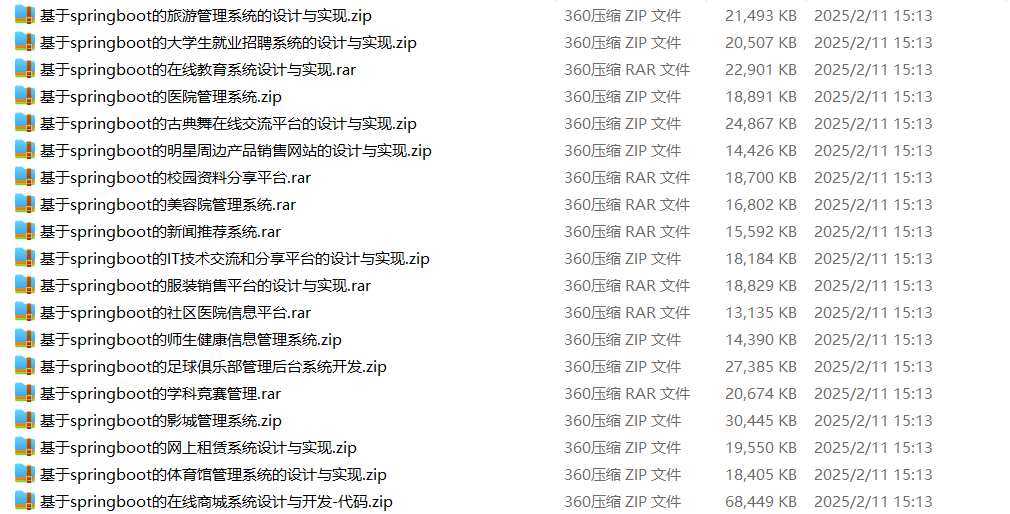 基于springboot的旅游管理系统的设计与实现.zip 360压缩 ZIP 文件 21,493 KB 2025/2/11 15:13
基于springboot的大学生就业招聘系统的设计与实现.zip 360压缩 ZIP 文件 20,507 KB 2025/2/11 15:13
基于springboot的在线教育系统设计与实现.rar 360压缩 RAR 文件 22,901 KB 2025/2/11 15:13
基于springboot的医院管理系统.zip 360压缩 ZIP 文件 18,891 KB 2025/2/11 15:13
基于springboot的古典舞在线交流平台的设计与实现.zip 360压缩 ZIP 文件 24,867 KB 2025/2/11 15:13
基于springboot的明星周边产品销售网站的设计与实现.zip 360压缩 ZIP 文件 14,426 KB 2025/2/11 15:13
基于springboot的校园资料分享平台.rar 360压缩 RAR 文件 18,700 KB 2025/2/11 15:13
基于springboot的美容院管理系统.rar 360压缩 RAR 文件 16,802 KB 2025/2/11 15:13
基于springboot的新闻推荐系统.rar 360压缩 RAR 文件 15,592 KB 2025/2/11 15:13
基于springboot的IT技术交流和分享平台的设计与实现.zip 360压缩 ZIP 文件 18,184 KB 2025/2/11 15:13
基于springboot的服装销售平台的设计与实现.rar 360压缩 RAR 文件 18,829 KB 2025/2/11 15:13
基于springboot的社区医院信息平台.rar 360压缩 RAR 文件 13,135 KB 2025/2/11 15:13
基于springboot的师生健康信息管理系统.zip 360压缩 ZIP 文件 14,390 KB 2025/2/11 15:13
基于springboot的足球俱乐部管理后台系统开发.zip 360压缩 ZIP 文件 27,385 KB 2025/2/11 15:13
基于springboot的学科竞赛管理.rar 360压缩 RAR 文件 20,674 KB 2025/2/11 15:13
基于springboot的影城管理系统.zip 360压缩 ZIP 文件 30,445 KB 2025/2/11 15:13
基于springboot的网上租赁系统设计与实现.zip 360压缩 ZIP 文件 19,550 KB 2025/2/11 15:13
基于springboot的体育馆管理系统的设计与实现.zip 360压缩 ZIP 文件 18,405 KB 2025/2/11 15:13
基于springboot的在线商城系统设计与开发-代码.zip 360压缩 ZIP 文件 68,449 KB 2025/2/11 15:13